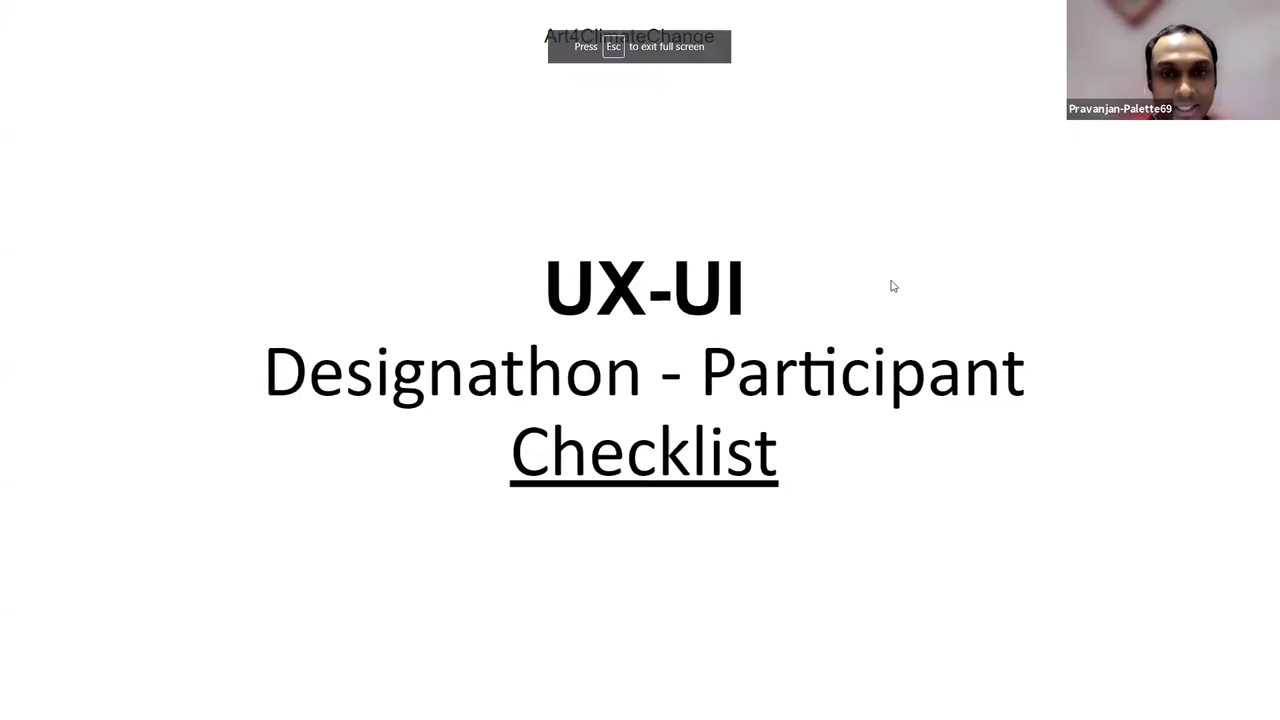 Art4ClimateChange
Press Esc to exit full screen
Pravanjan-Palette69
UX-UI
Designathon - Participant
Checklist